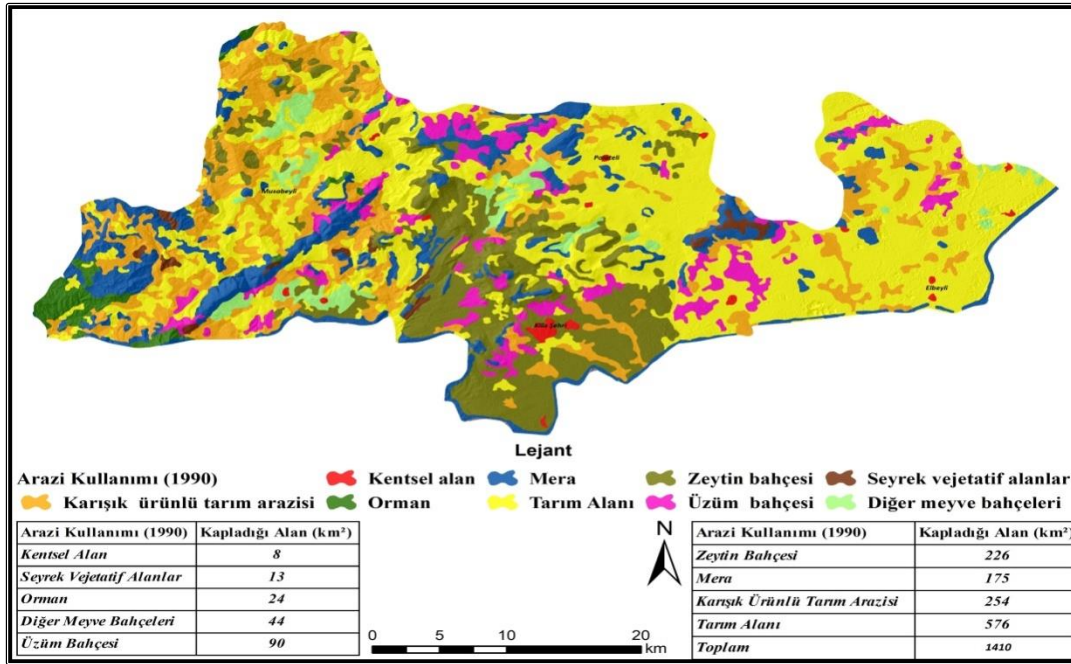 Musabeyli
Polateli
Elbeyli
Kilis Şehri
Lejant
Arazi Kullanımı (1990)
Kentsel alan
Mera
Zeytin bahçesi
Seyrek vejetatif alanlar
Karışık ürünlü tarım arazisi
Orman
Tarım Alanı
Üzüm bahçesi
Diğer meyve bahçeleri
Arazi Kullanımı (1990) Kapladığı Alan (km²)
Kentsel Alan 8
Seyrek Vejetatif Alanlar 13
Orman 24
Diğer Meyve Bahçeleri 44
Üzüm Bahçesi 90
N
0 5 10 20
km
Arazi Kullanımı (1990) Kapladığı Alan (km²)
Zeytin Bahçesi 226
Mera 175
Karışık Ürünlü Tarım Arazisi 254
Tarım Alanı 576
Toplam 1410